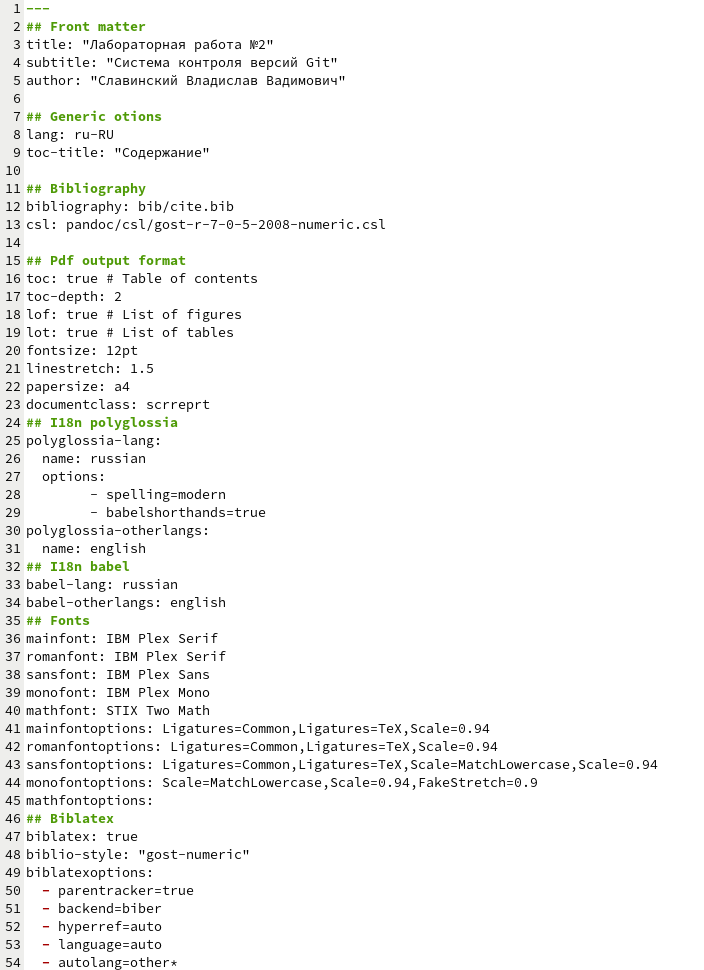 1 ---
2 ## Front matter
3 title: "Лабораторная работа №2"
4 subtitle: "Система контроля версий Git"
5 author: "Славинский Владислав Вадимович"
6
7 ## Generic otions
8 lang: ru-RU
9 toc-title: "Содержание"
10
11 ## Bibliography
12 bibliography: bib/cite.bib
13 csl: pandoc/csl/gost-r-7-0-5-2008-numeric.csl
14
15 ## Pdf output format
16 toc: true # Table of contents
17 toc-depth: 2
18 lof: true # List of figures
19 lot: true # List of tables
20 fontsize: 12pt
21 linestretch: 1.5
22 papersize: a4
23 documentclass: scrreprt
24 ## I18n polyglossia
25 polyglossia-lang:
26   name: russian
27   options:
28         - spelling=modern
29         - babelshorthands=true
30 polyglossia-otherlangs:
31   name: english
32 ## I18n babel
33 babel-lang: russian
34 babel-otherlangs: english
35 ## Fonts
36 mainfont: IBM Plex Serif
37 romanfont: IBM Plex Serif
38 sansfont: IBM Plex Sans
39 monofont: IBM Plex Mono
40 mathfont: STIX Two Math
41 mainfontoptions: Ligatures=Common,Ligatures=TeX,Scale=0.94
42 romanfontoptions: Ligatures=Common,Ligatures=TeX,Scale=0.94
43 sansfontoptions: Ligatures=Common,Ligatures=TeX,Scale=MatchLowercase,Scale=0.94
44 monofontoptions: Scale=MatchLowercase,Scale=0.94,FakeStretch=0.9
45 mathfontoptions:
46 ## Biblatex
47 biblatex: true
48 biblio-style: "gost-numeric"
49 biblatexoptions:
50   - parentracker=true
51   - backend=biber
52   - hyperref=auto
53   - language=auto
54   - autolang=other*